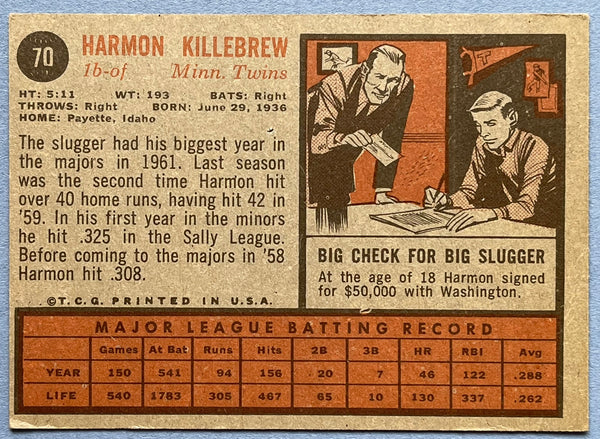 70
HARMON KILLEBREW
1b-of Minn. Twins
HT: 5:11 WT: 193 BATS: Right
THROWS: Right BORN: June 29, 1936
HOME: Payette, Idaho
The slugger had his biggest year in
the majors in 1961. Last season
was the second time Harmon hit
over 40 home runs, having hit 42 in
'59. In his first year in the minors
he hit .325 in the Sally League.
Before coming to the majors in '58
Harmon hit .308.
©T.C.G. PRINTED IN U.S.A.
BIG CHECK FOR BIG SLUGGER
At the age of 18 Harmon signed
for $50,000 with Washington.
MAJOR LEAGUE BATTING RECORD
Games At Bat Runs Hits 2B 3B HR RBI Avg
YEAR 150 541 94 156 20 7 46 122 .288
LIFE 540 1783 305 467 65 10 130 337 .262